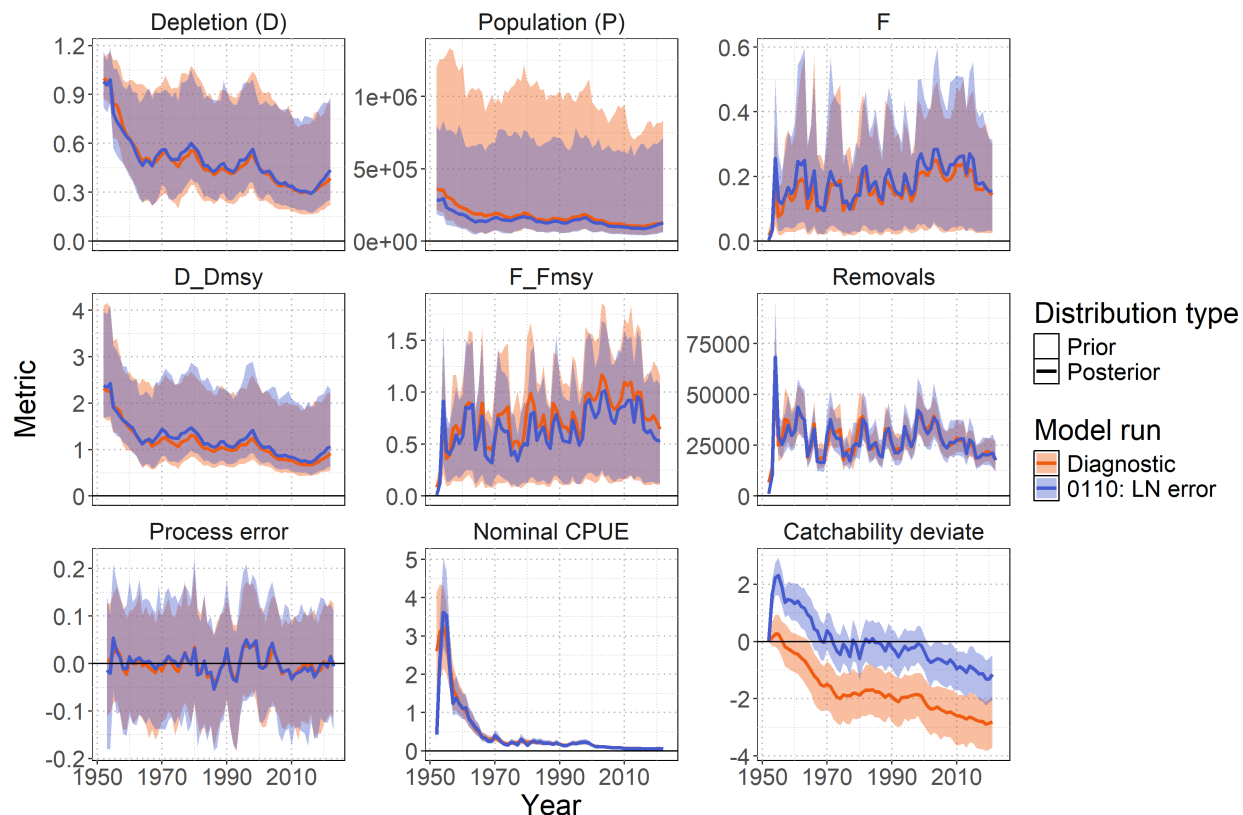 Depletion (D) Population (P) F
1.2
0.9
0.6
0.3
0.0
1e+06
5e+05
0e+00
0.6
0.4
0.2
0.0
D_Dmsy F_Fmsy Removals
4
3
2
1
0
1.5
1.0
0.5
0.0
75000
50000
25000
0
Process error Nominal CPUE Catchability deviate
0.2
0.1
0.0
-0.1
-0.2
5
4
3
2
1
0
2
0
-2
-4
1950 1970 1990 2010 1950 1970 1990 2010 1950 1970 1990 2010
Metric
Year
Distribution type
Prior
Posterior
Model run
Diagnostic
0110: LN error